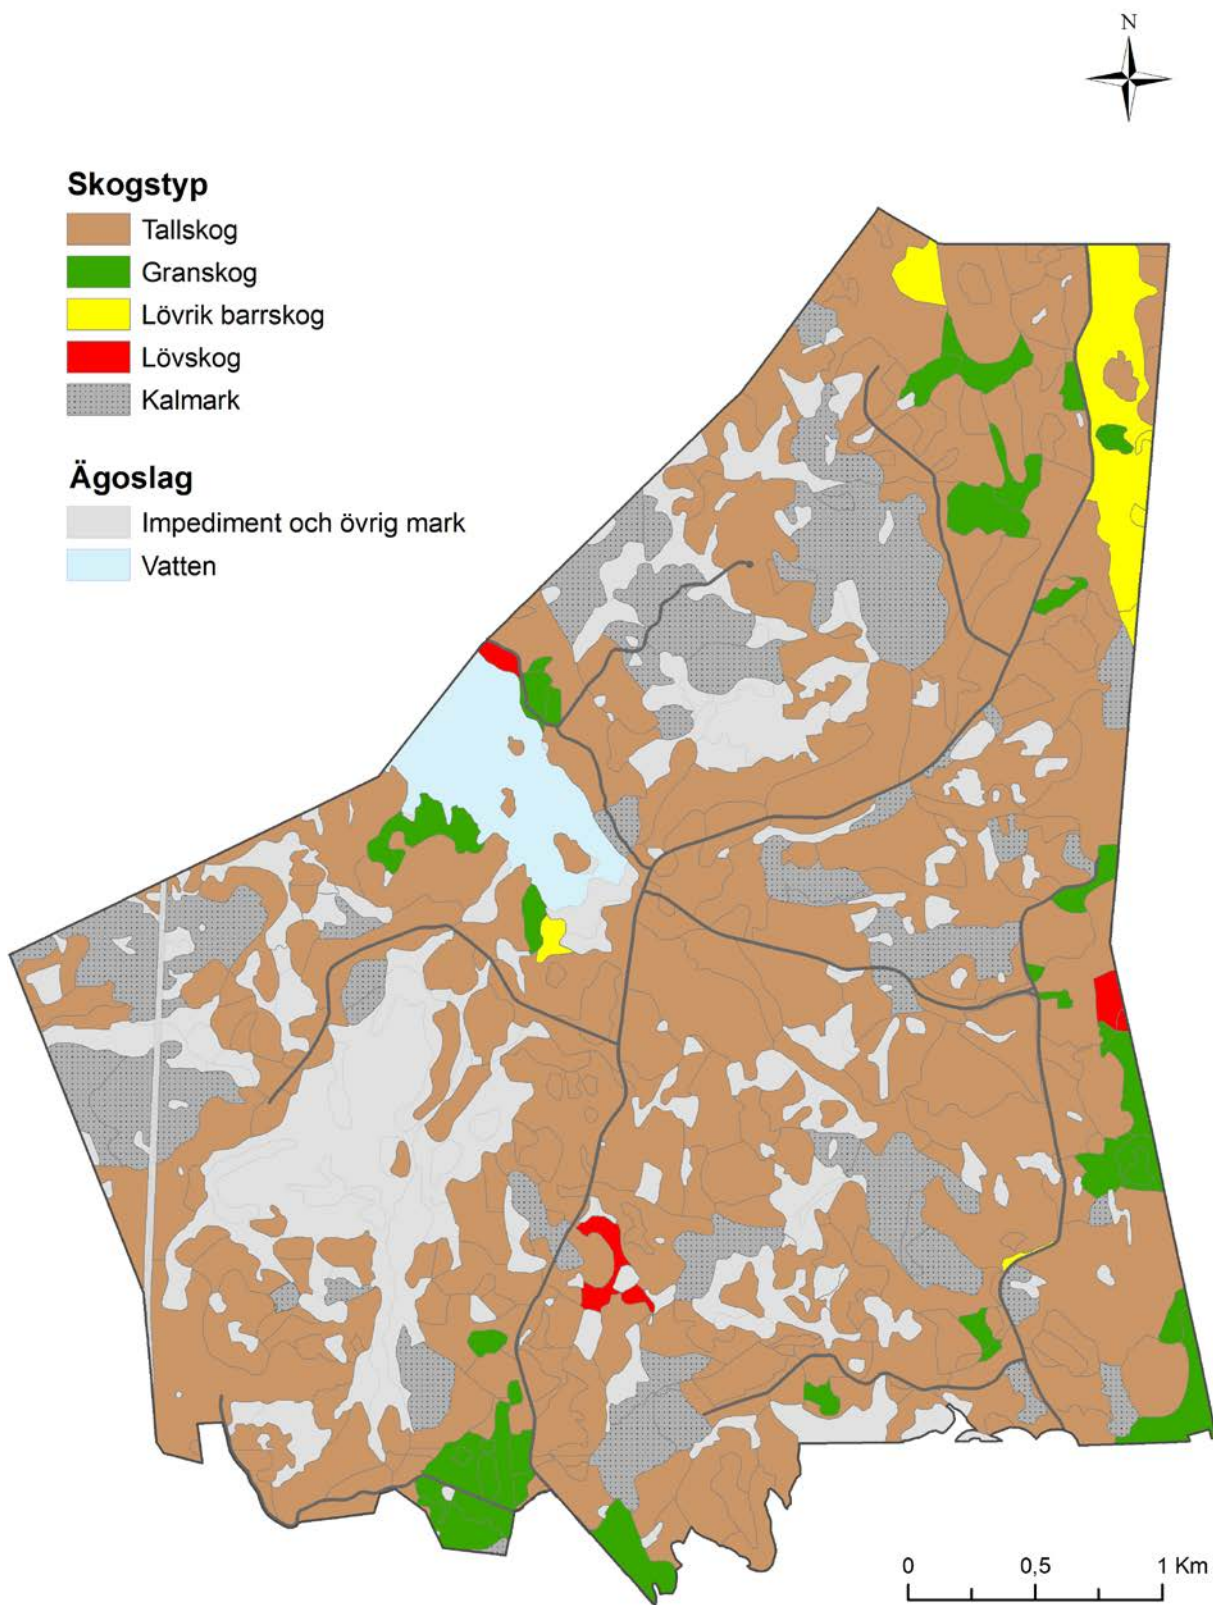 N
Skogstyp
Tallskog
Granskog
Lövrik barrskog
Lövskog
Kalmark
Ägoslag
Impediment och övrig mark
Vatten
0 0,5 1 Km